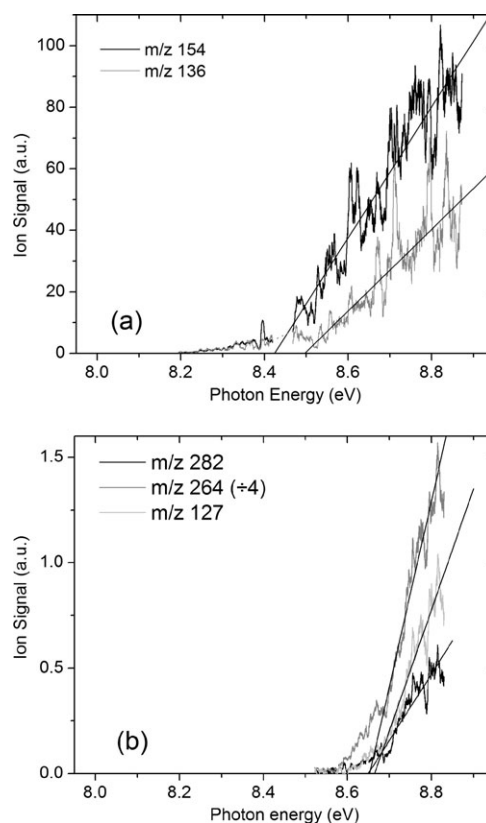 m/z 154
m/z 136
100
80
60
40
20
0
Ion Signal (a.u.)
(a)
8.0 8.2 8.4 8.6 8.8
Photon Energy (eV)
m/z 282
m/z 264 (÷4)
m/z 127
1.5
1.0
0.5
0.0
Ion Signal (a.u.)
(b)
8.0 8.2 8.4 8.6 8.8
Photon energy (eV)